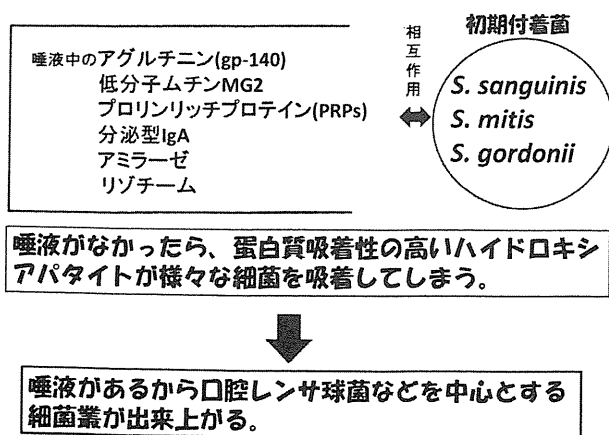 唾液中のアグルチニン(gp-140)
低分子ムチンMG2
プロリンリッチプロテイン(PRPs)
分泌型IgA
アミラーゼ
リゾチーム
相互作用
初期付着菌
S. sanguinis
S. mitis
S. gordonii
唾液がなかったら、蛋白質吸着性の高いハイドロキシ
アパタイトが様々な細菌を吸着してしまう。
唾液があるから口腔レンサ球菌などを中心とする
細菌叢が出来上がる。